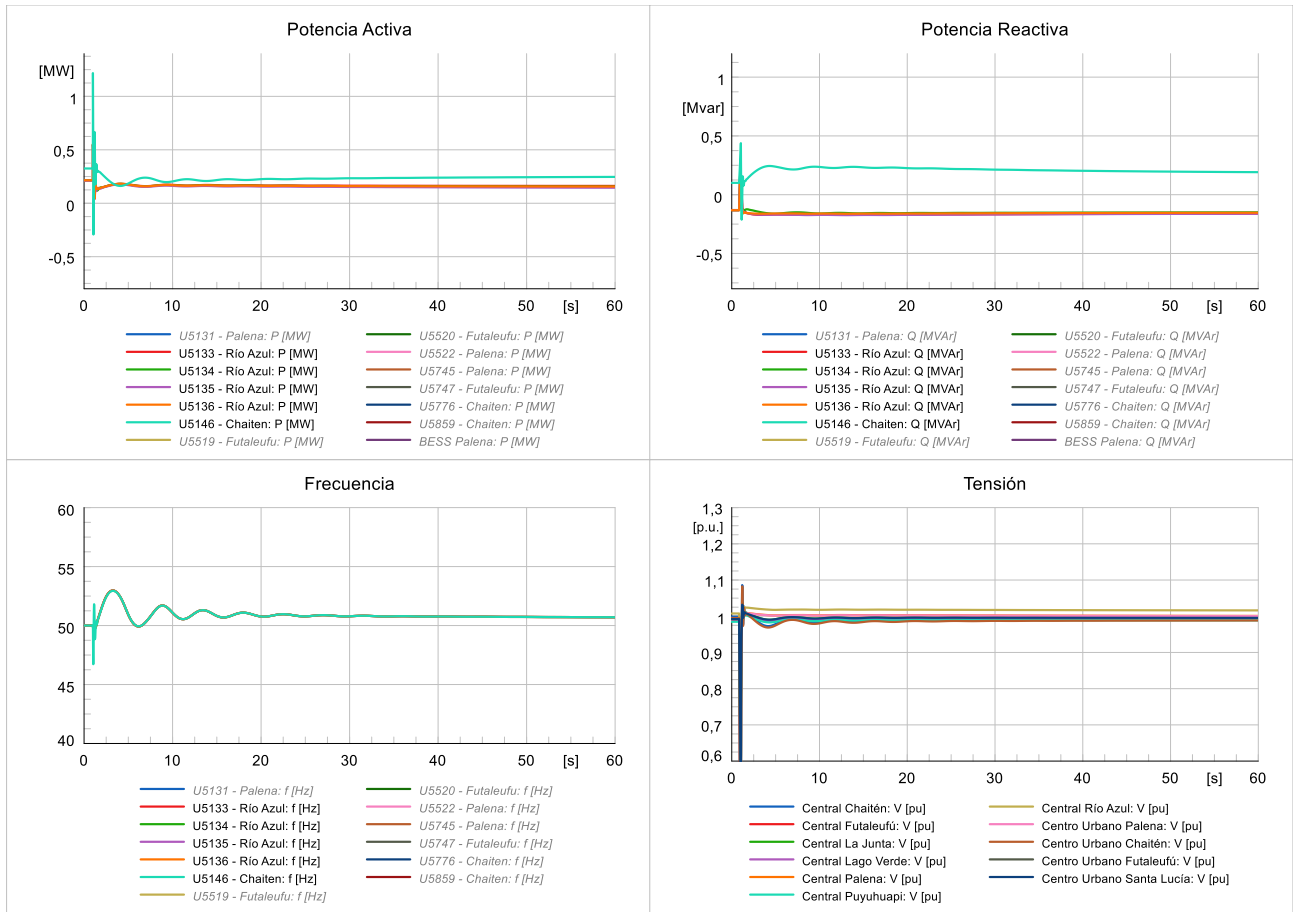 Potencia Activa
[MW]
1
0,5
0
-0,5
0 10 20 30 40 50 [s] 60
U5131 - Palena: P [MW] U5520 - Futaleufu: P [MW]
U5133 - Río Azul: P [MW] U5522 - Palena: P [MW]
U5134 - Río Azul: P [MW] U5745 - Palena: P [MW]
U5135 - Río Azul: P [MW] U5747 - Futaleufu: P [MW]
U5136 - Río Azul: P [MW] U5776 - Chaiten: P [MW]
U5146 - Chaiten: P [MW] U5859 - Chaiten: P [MW]
U5519 - Futaleufu: P [MW] BESS Palena: P [MW]
Potencia Reactiva
1
[Mvar]
0,5
0
-0,5
0 10 20 30 40 50 [s] 60
U5131 - Palena: Q [MVAr] U5520 - Futaleufu: Q [MVAr]
U5133 - Río Azul: Q [MVAr] U5522 - Palena: Q [MVAr]
U5134 - Río Azul: Q [MVAr] U5745 - Palena: Q [MVAr]
U5135 - Río Azul: Q [MVAr] U5747 - Futaleufu: Q [MVAr]
U5136 - Río Azul: Q [MVAr] U5776 - Chaiten: Q [MVAr]
U5146 - Chaiten: Q [MVAr] U5859 - Chaiten: Q [MVAr]
U5519 - Futaleufu: Q [MVAr] BESS Palena: Q [MVAr]
Frecuencia
60
55
50
45
40
0 10 20 30 40 50 [s] 60
U5131 - Palena: f [Hz] U5520 - Futaleufu: f [Hz]
U5133 - Río Azul: f [Hz] U5522 - Palena: f [Hz]
U5134 - Río Azul: f [Hz] U5745 - Palena: f [Hz]
U5135 - Río Azul: f [Hz] U5747 - Futaleufu: f [Hz]
U5136 - Río Azul: f [Hz] U5776 - Chaiten: f [Hz]
U5146 - Chaiten: f [Hz] U5859 - Chaiten: f [Hz]
U5519 - Futaleufu: f [Hz]
Tensión
1,3
[p.u.]
1,2
1,1
1
0,9
0,8
0,7
0,6
0 10 20 30 40 50 [s] 60
Central Chaitén: V [pu] Central Río Azul: V [pu]
Central Futaleufú: V [pu] Centro Urbano Palena: V [pu]
Central La Junta: V [pu] Centro Urbano Chaitén: V [pu]
Central Lago Verde: V [pu] Centro Urbano Futaleufú: V [pu]
Central Palena: V [pu] Centro Urbano Santa Lucía: V [pu]
Central Puyuhuapi: V [pu]